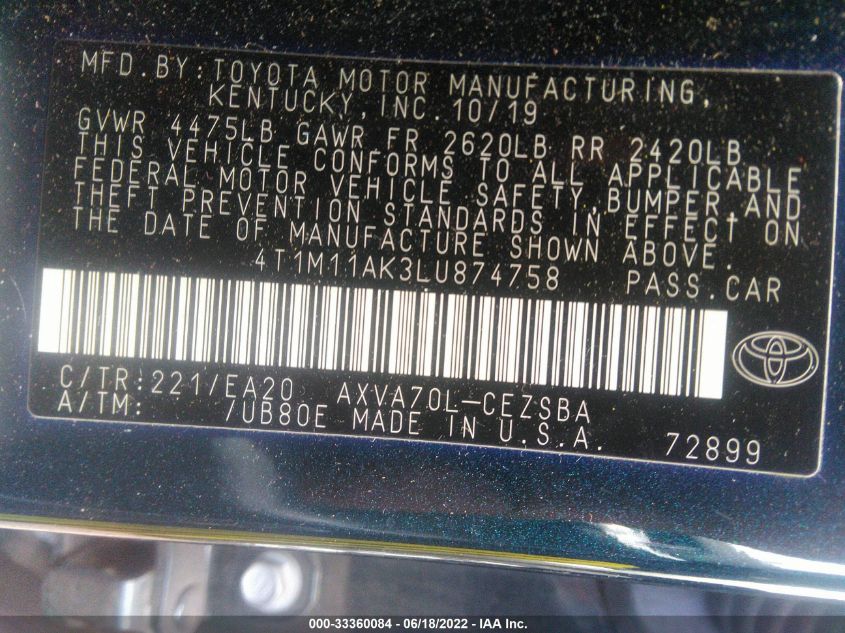 MFD.BY:TOYOTA MOTOR MANUFACTURING,
KENTUCKY,INC.10/19
GVWR 4475LB GAWR FR 2620LB RR 2420LB
THIS VEHICLE CONFORMS TO ALL APPLICABLE
FEDERAL MOTOR VEHICLE SAFETY,BUMPER,AND
THEFT PREVENTION STANDARDS IN EFFECT ON
THE DATE OF MANUFACTURE SHOWN ABOVE.
4T1M11AK3LU874758 PASS.CAR
C/TR:221/EA20 AXVA70L-CEZSBA
A/TM: /UB80E MADE IN U.S.A.
72899
000-33360084 - 06/18/2022 - IAA Inc.